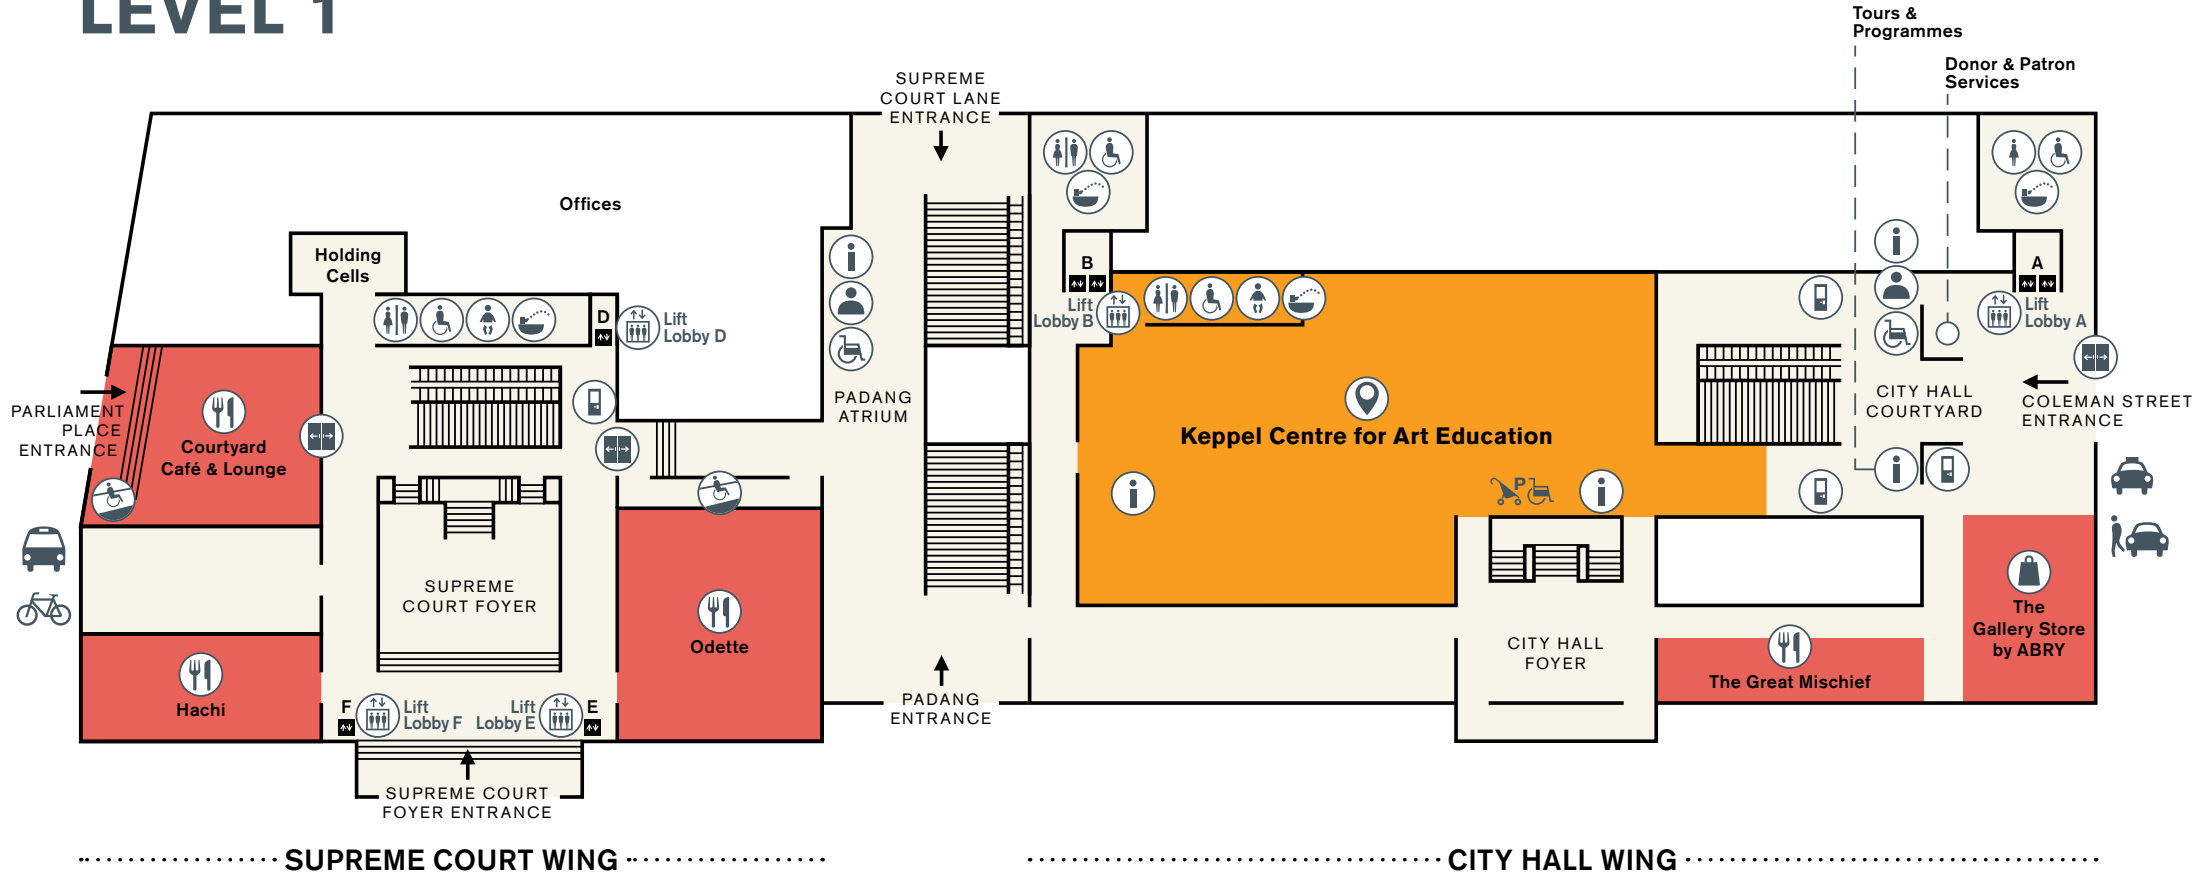 LEVEL 1
Tours &
Programmes
Donor & Patron
Services
SUPREME
COURT LANE
ENTRANCE
Offices
Holding
Cells
D
Lift
Lobby D
B
Lift
Lobby B
A
Lift
Lobby A
PADANG
ATRIUM
CITY HALL
COURTYARD
COLEMAN STREET
ENTRANCE
PARLIAMENT
PLACE
ENTRANCE
Courtyard
Café & Lounge
Keppel Centre for Art Education
P
SUPREME
COURT FOYER
Odette
Hachi
CITY HALL
FOYER
The Great Mischief
The
Gallery Store
by ABRY
F
Lift
Lobby F
Lift
Lobby E
E
PADANG
ENTRANCE
SUPREME COURT
FOYER ENTRANCE
SUPREME COURT WING
CITY HALL WING